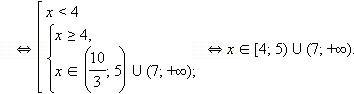 ⇔ [ x < 4
{ x ≥ 4,
x ∈ (10/3; 5) ∪ (7; +∞); ⇔ x ∈ [4; 5) ∪ (7; +∞).